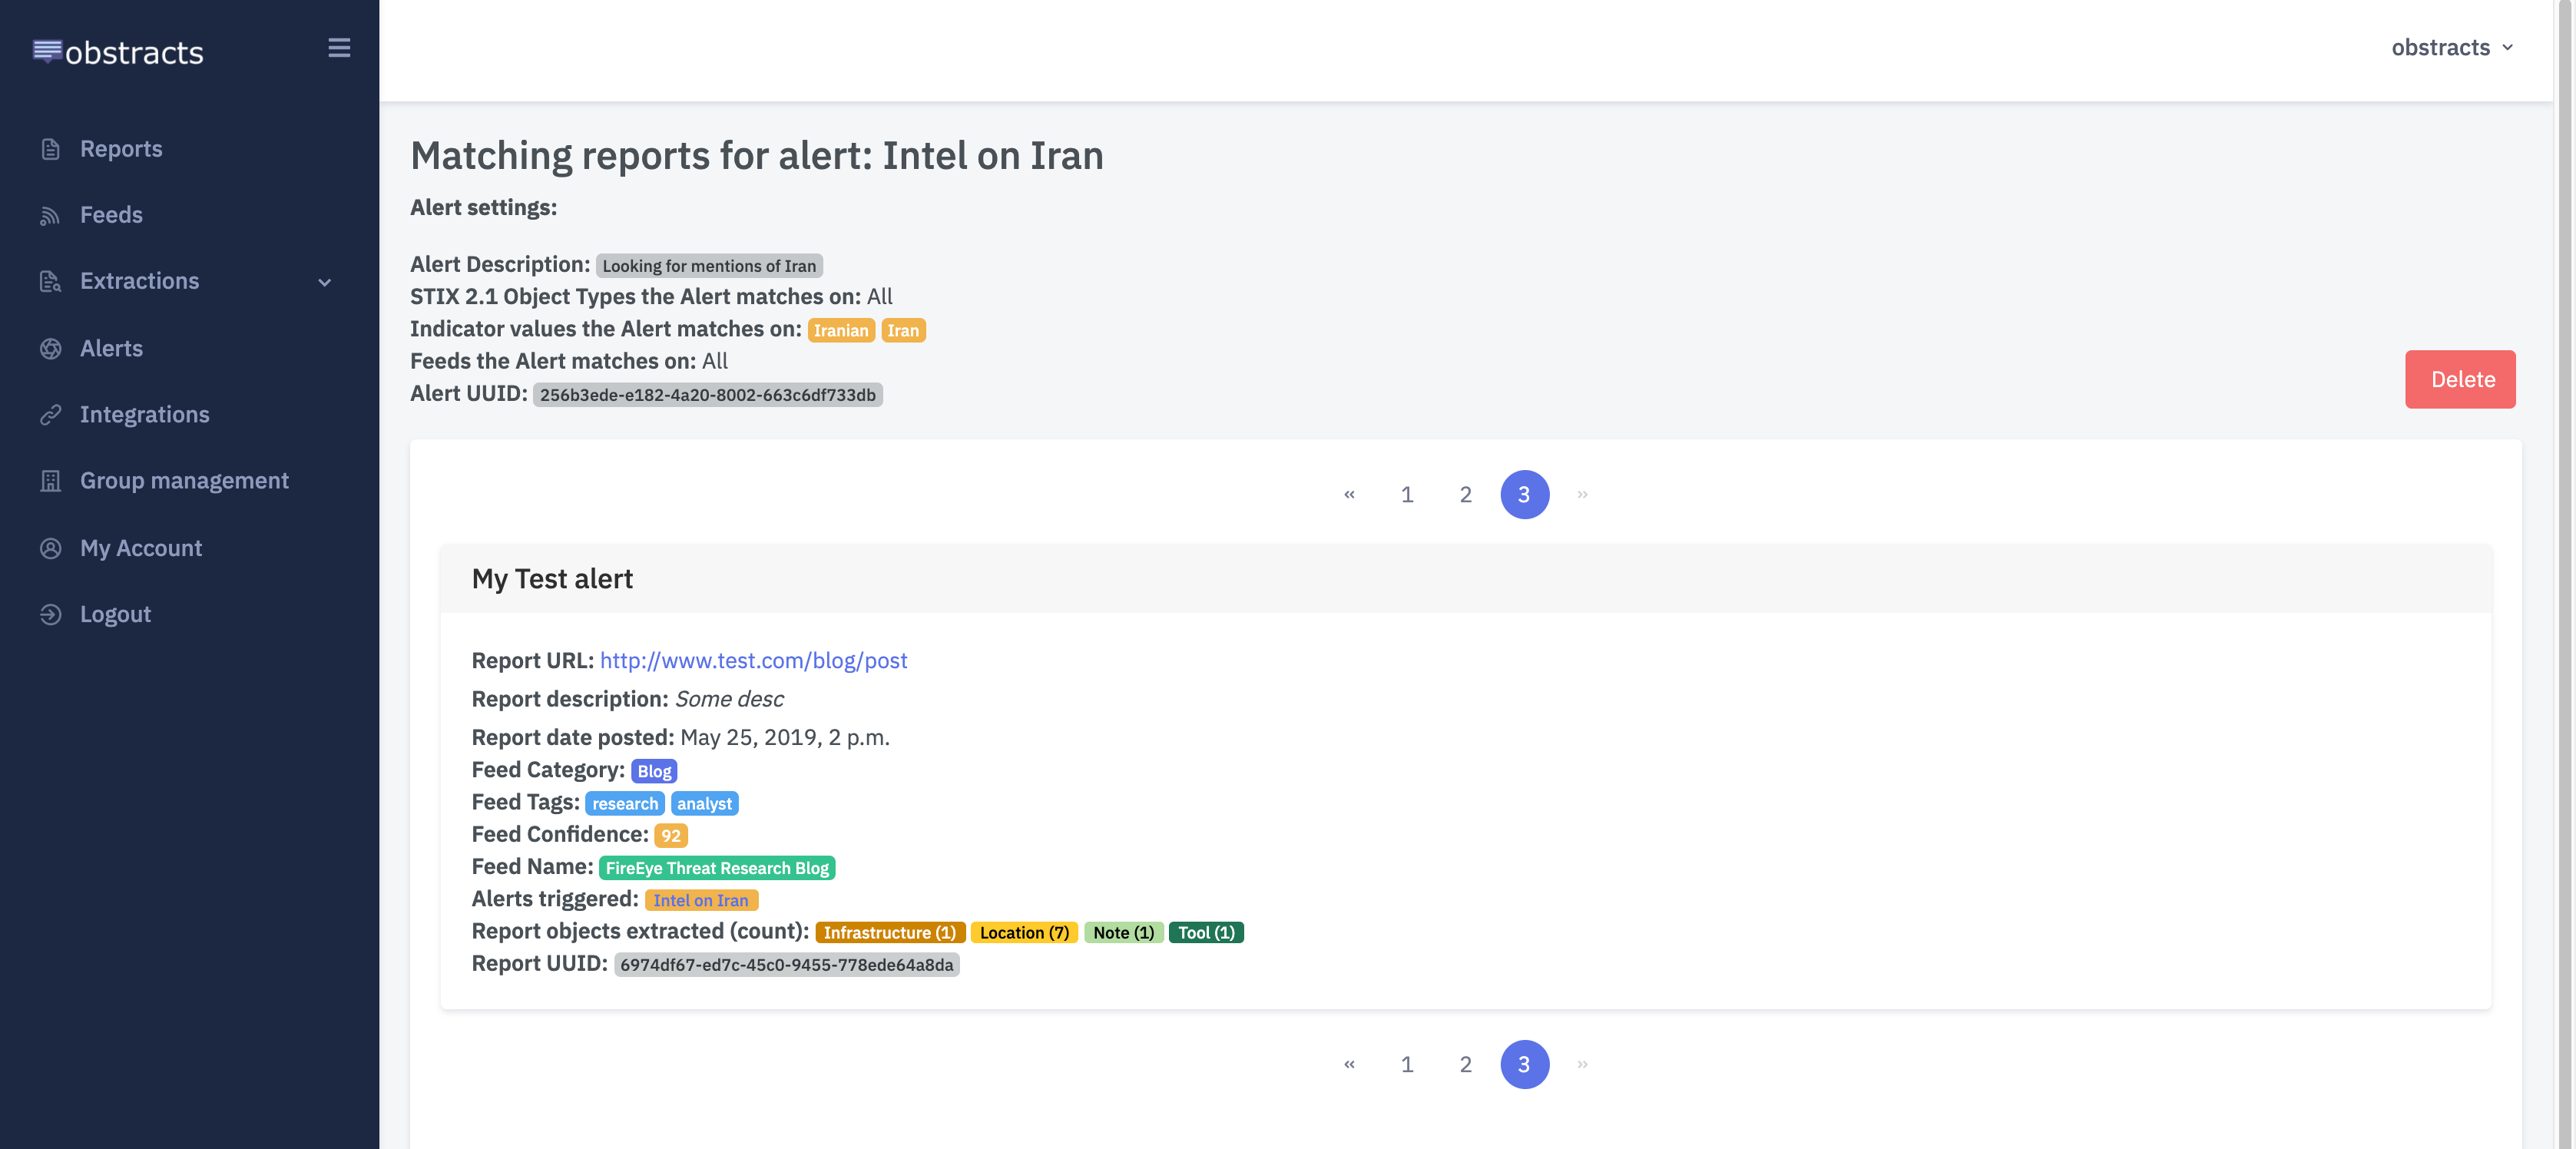 obstracts
obstracts
Reports
Feeds
Extractions
Alerts
Integrations
Group management
My Account
Logout
Matching reports for alert: Intel on Iran
Alert settings:
Alert Description: Looking for mentions of Iran
STIX 2.1 Object Types the Alert matches on: All
Indicator values the Alert matches on: Iranian Iran
Feeds the Alert matches on: All
Alert UUID: 256b3ede-e182-4a20-8002-663c6df733db
Delete
« 1 2 3 »
My Test alert
Report URL: http://www.test.com/blog/post
Report description: Some desc
Report date posted: May 25, 2019, 2 p.m.
Feed Category: Blog
Feed Tags: research analyst
Feed Confidence: 92
Feed Name: FireEye Threat Research Blog
Alerts triggered: Intel on Iran
Report objects extracted (count): Infrastructure (1) Location (7) Note (1) Tool (1)
Report UUID: 6974df67-ed7c-45c0-9455-778ede64a8da
« 1 2 3 »